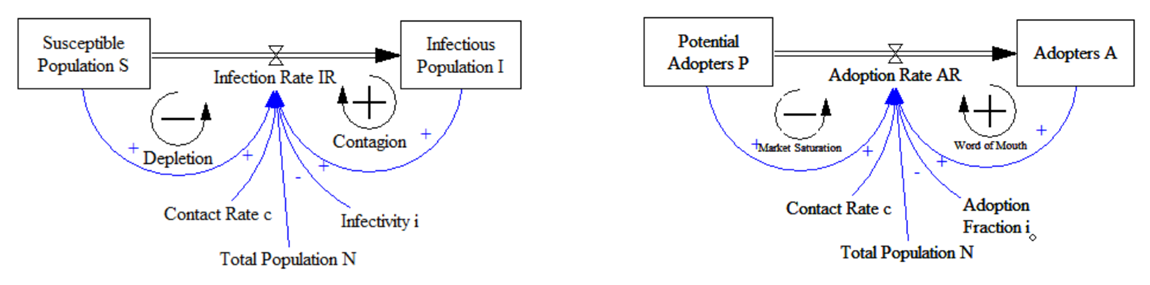 Susceptible
Population S
Infectious
Population I
Infection Rate IR
−
+
Depletion
Contagion
+
+
-
+
+
Contact Rate c
Infectivity i
Total Population N
Potential
Adopters P
Adopters A
Adoption Rate AR
−
+
Market Saturation
Word of Mouth
+
+
-
+
+
Contact Rate c
Adoption
Fraction i
Total Population N